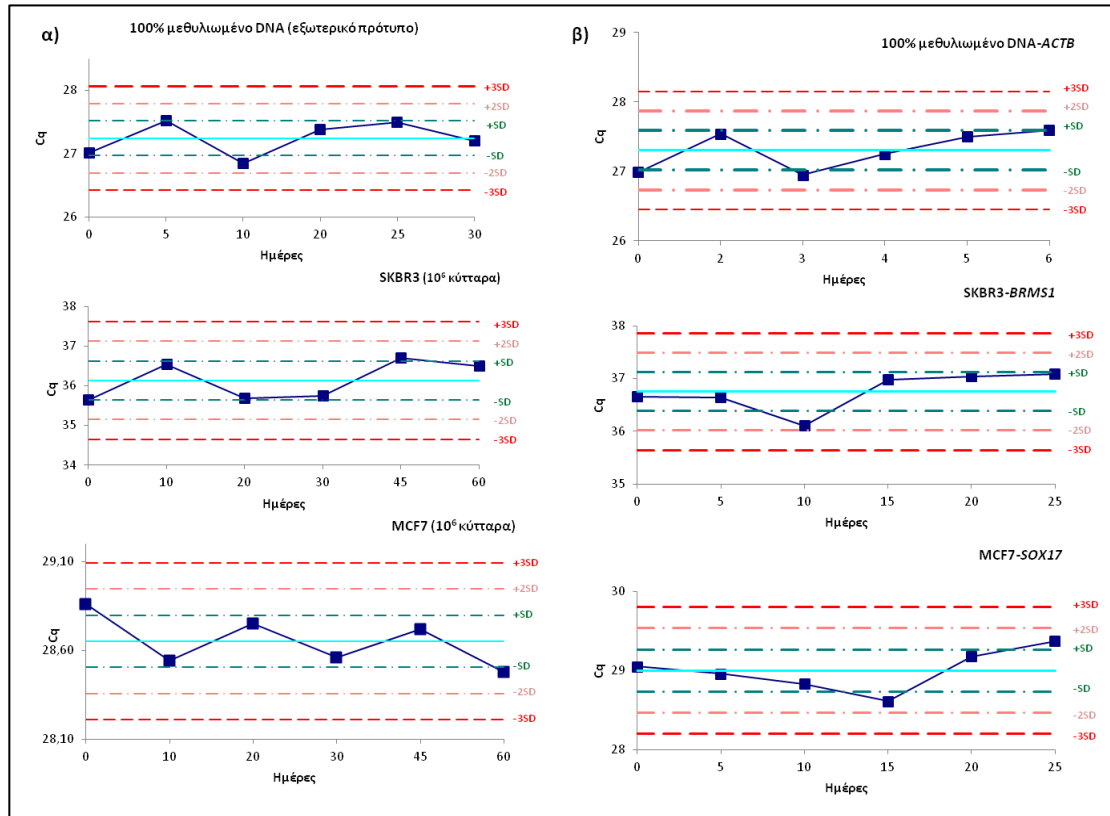 α)
100% μεθυλιωμένο DNA (εξωτερικό πρότυπο)
28
27
26
Cq
+3SD
+2SD
+SD
-SD
-2SD
-3SD
0 5 10 20 25 30
Ημέρες
SKBR3 (10⁶ κύτταρα)
38
37
36
35
34
Cq
+3SD
+2SD
+SD
-SD
-2SD
-3SD
0 10 20 30 45 60
Ημέρες
MCF7 (10⁶ κύτταρα)
29,10
28,60
28,10
Cq
+3SD
+2SD
+SD
-SD
-2SD
-3SD
0 10 20 30 45 60
Ημέρες
β)
100% μεθυλιωμένο DNA-ACTB
29
28
27
26
Cq
+3SD
+2SD
+SD
-SD
-2SD
-3SD
0 2 3 4 5 6
Ημέρες
SKBR3-BRMS1
38
37
36
35
Cq
+3SD
+2SD
+SD
-SD
-2SD
-3SD
0 5 10 15 20 25
Ημέρες
MCF7-SOX17
30
29
28
Cq
+3SD
+2SD
+SD
-SD
-2SD
-3SD
0 5 10 15 20 25
Ημέρες